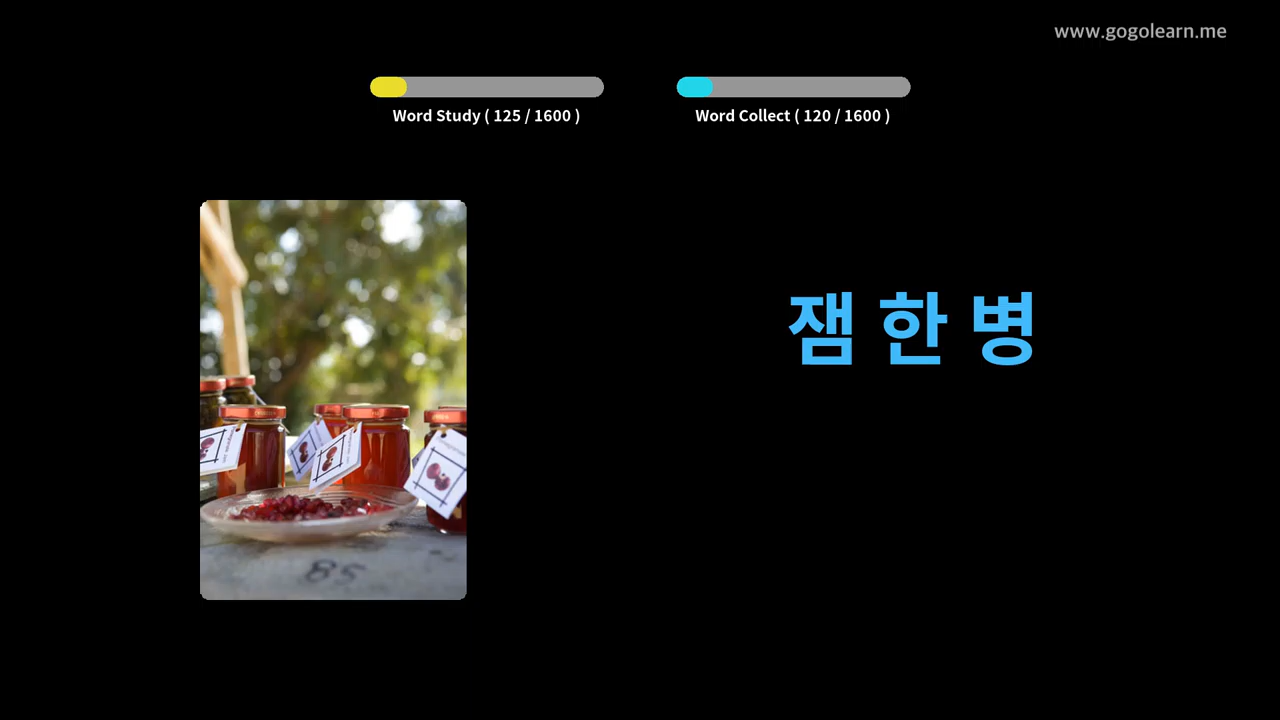 www.gogolearn.me
Word Study ( 125 / 1600 )
Word Collect ( 120 / 1600 )
잼 한 병
85